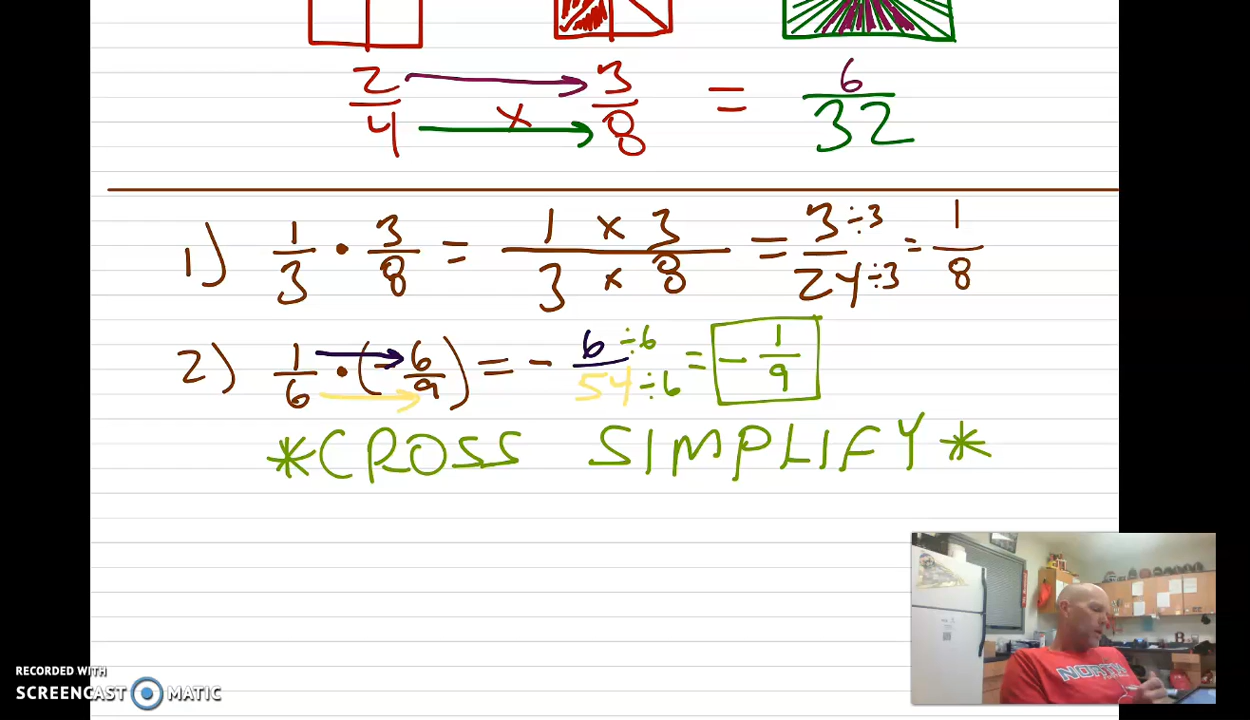 2/4 x 3/8 = 6/32
1) 1/3 · 3/8 = 1 x 3 / 3 x 8 = 3÷3 / 24÷3 = 1/8
2) 1/6 · (-6/9) = - 6÷6 / 54÷6 = - 1/9
*CROSS SIMPLIFY*
NORTH
RECORDED WITH
SCREENCAST MATIC